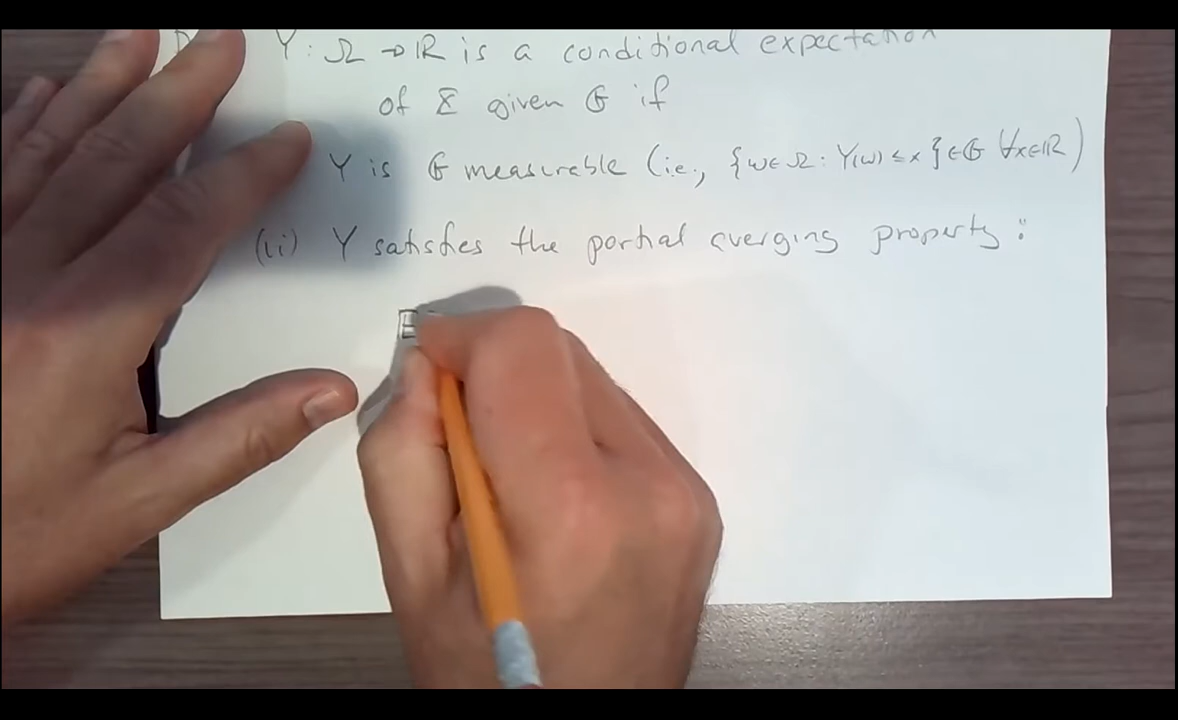 Y : Ω → ℝ is a conditional expectation
of X given G if
Y is G measurable (i.e., {ω ∈ Ω : Y(ω) ≤ x} ∈ G ∀x∈ℝ)
(ii) Y satisfies the partial averging property :
E